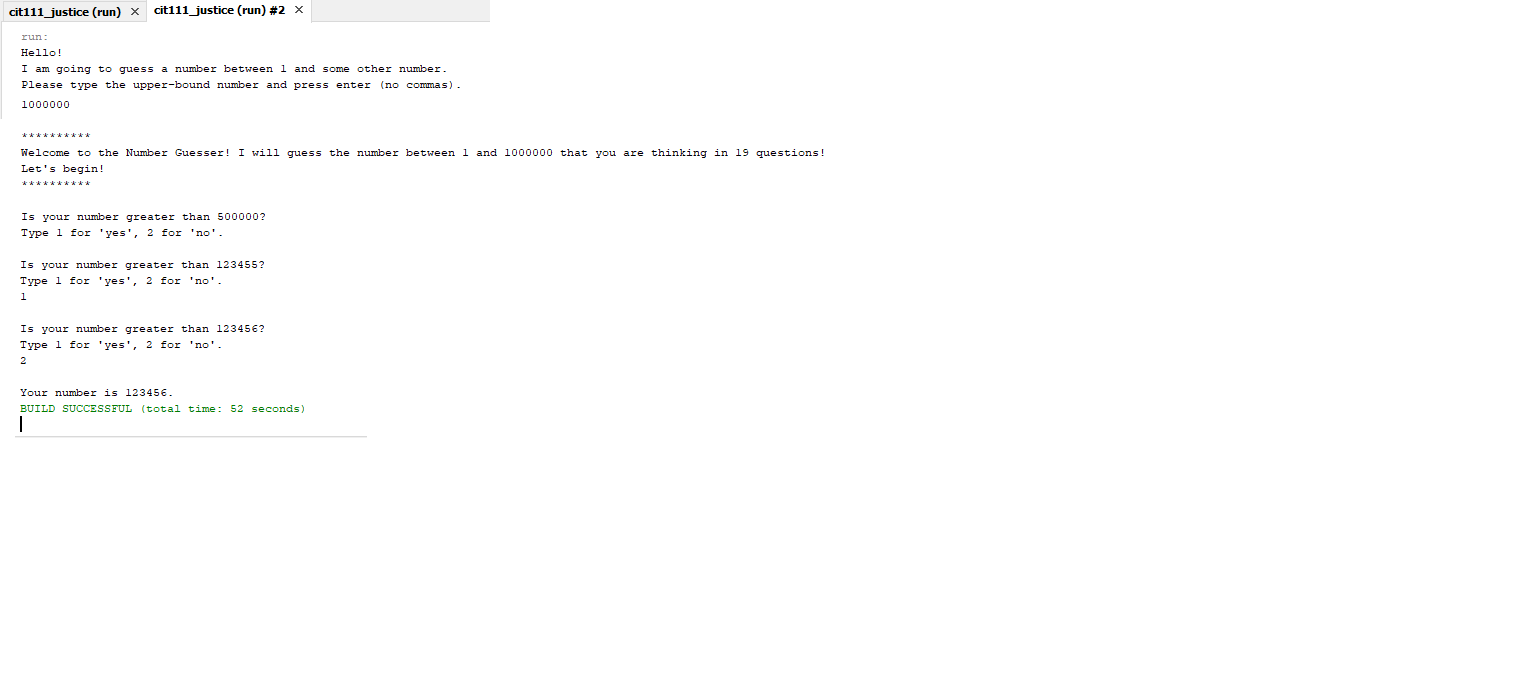 cit111_justice (run) × cit111_justice (run) #2 ×
run:
Hello!
I am going to guess a number between 1 and some other number.
Please type the upper-bound number and press enter (no commas).
1000000
**********
Welcome to the Number Guesser! I will guess the number between 1 and 1000000 that you are thinking in 19 questions!
Let's begin!
**********
Is your number greater than 500000?
Type 1 for 'yes', 2 for 'no'.
Is your number greater than 123455?
Type 1 for 'yes', 2 for 'no'.
1
Is your number greater than 123456?
Type 1 for 'yes', 2 for 'no'.
2
Your number is 123456.
BUILD SUCCESSFUL (total time: 52 seconds)